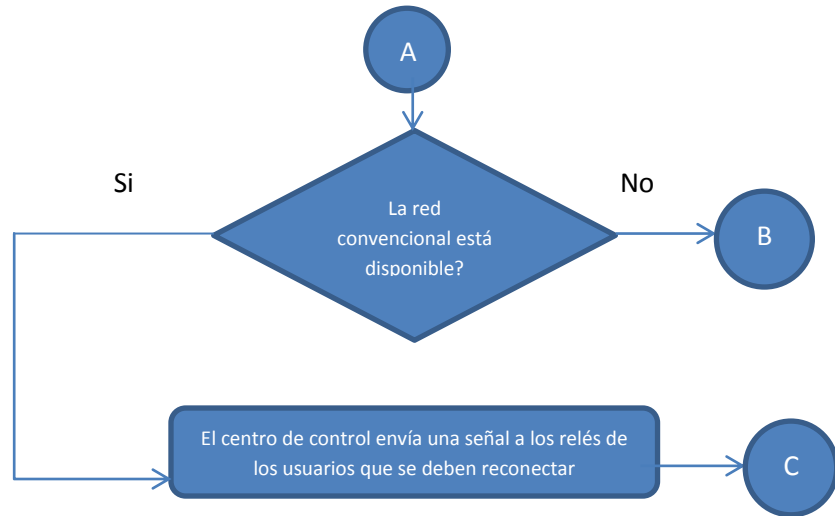 A
Si
No
La red
convencional está
disponible?
B
El centro de control envía una señal a los relés de
los usuarios que se deben reconectar
C